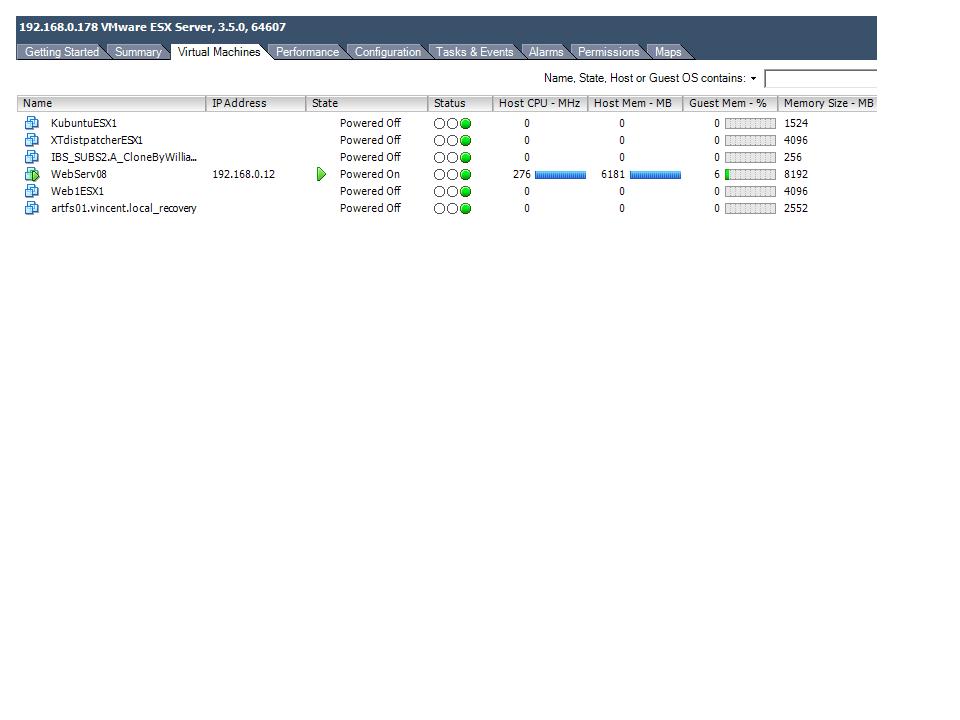 192.168.0.178 VMware ESX Server, 3.5.0, 64607
Getting Started Summary Virtual Machines Performance Configuration Tasks & Events Alarms Permissions Maps
Name, State, Host or Guest OS contains:
Name IP Address State Status Host CPU - MHz Host Mem - MB Guest Mem - % Memory Size - MB
KubuntuESX1 Powered Off 0 0 0 1524
XTdistpatcherESX1 Powered Off 0 0 0 4096
IBS_SUBS2.A_CloneByWillia... Powered Off 0 0 0 256
WebServ08 192.168.0.12 Powered On 276 6181 6 8192
Web1ESX1 Powered Off 0 0 0 4096
artfs01.vincent.local_recovery Powered Off 0 0 0 2552